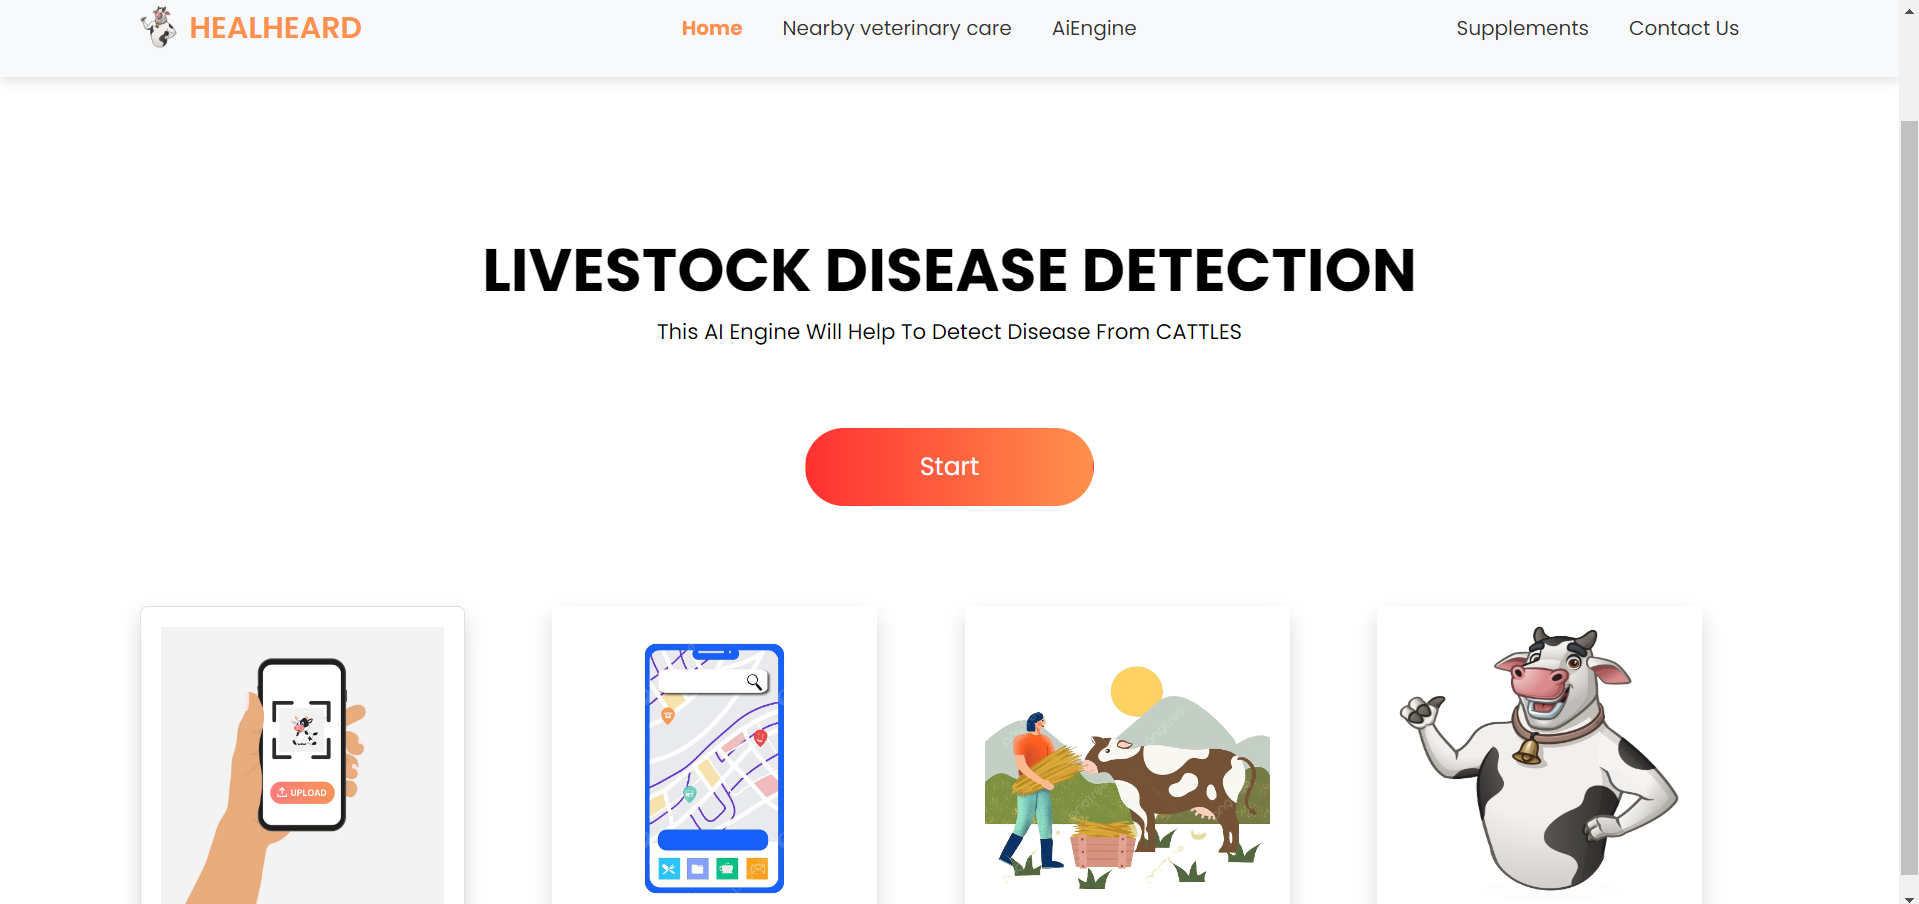 HEALHEARD
Home
Nearby veterinary care
AiEngine
Supplements
Contact Us
LIVESTOCK DISEASE DETECTION
This AI Engine Will Help To Detect Disease From CATTLES
Start
UPLOAD